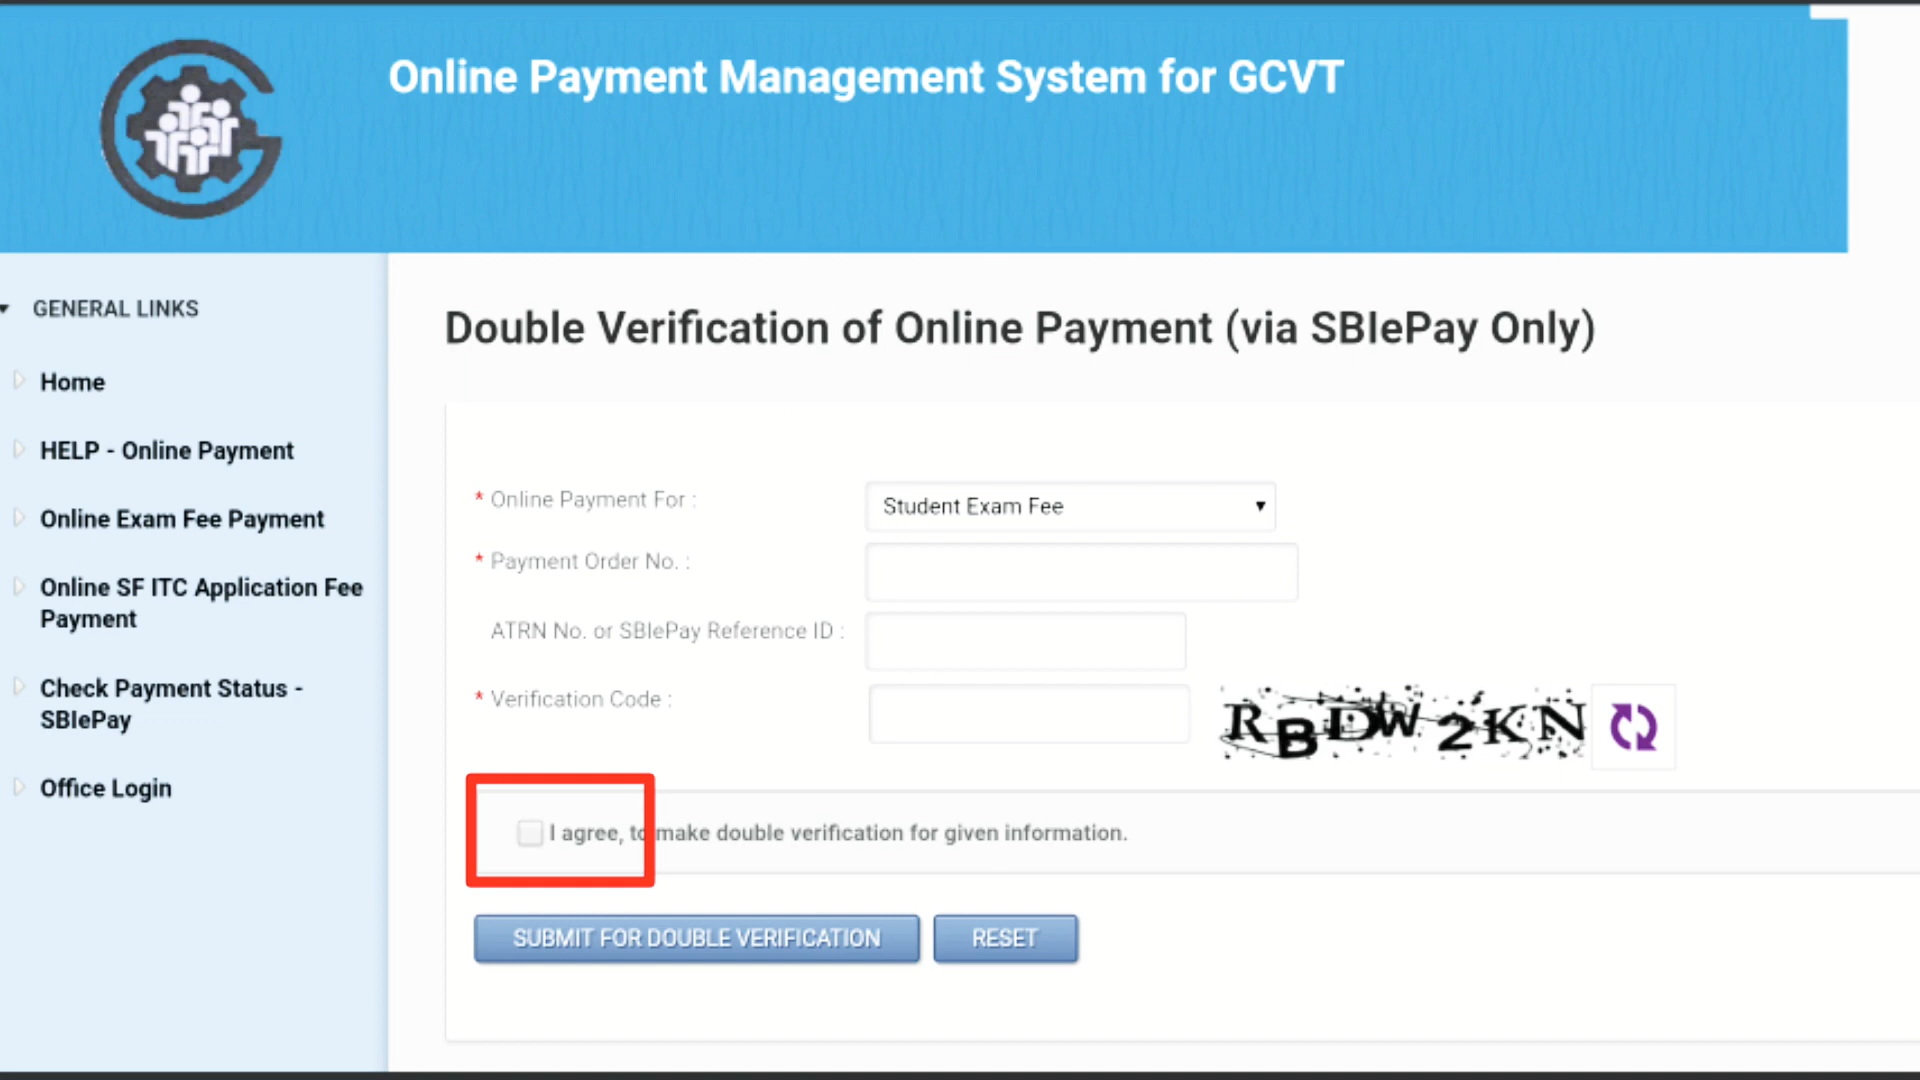 Online Payment Management System for GCVT
GENERAL LINKS
Home
HELP - Online Payment
Online Exam Fee Payment
Online SF ITC Application Fee
Payment
Check Payment Status -
SBIePay
Office Login
Double Verification of Online Payment (via SBIePay Only)
* Online Payment For :
Student Exam Fee
* Payment Order No. :
ATRN No. or SBIePay Reference ID :
* Verification Code :
RBDW2KN
I agree, to make double verification for given information.
SUBMIT FOR DOUBLE VERIFICATION
RESET